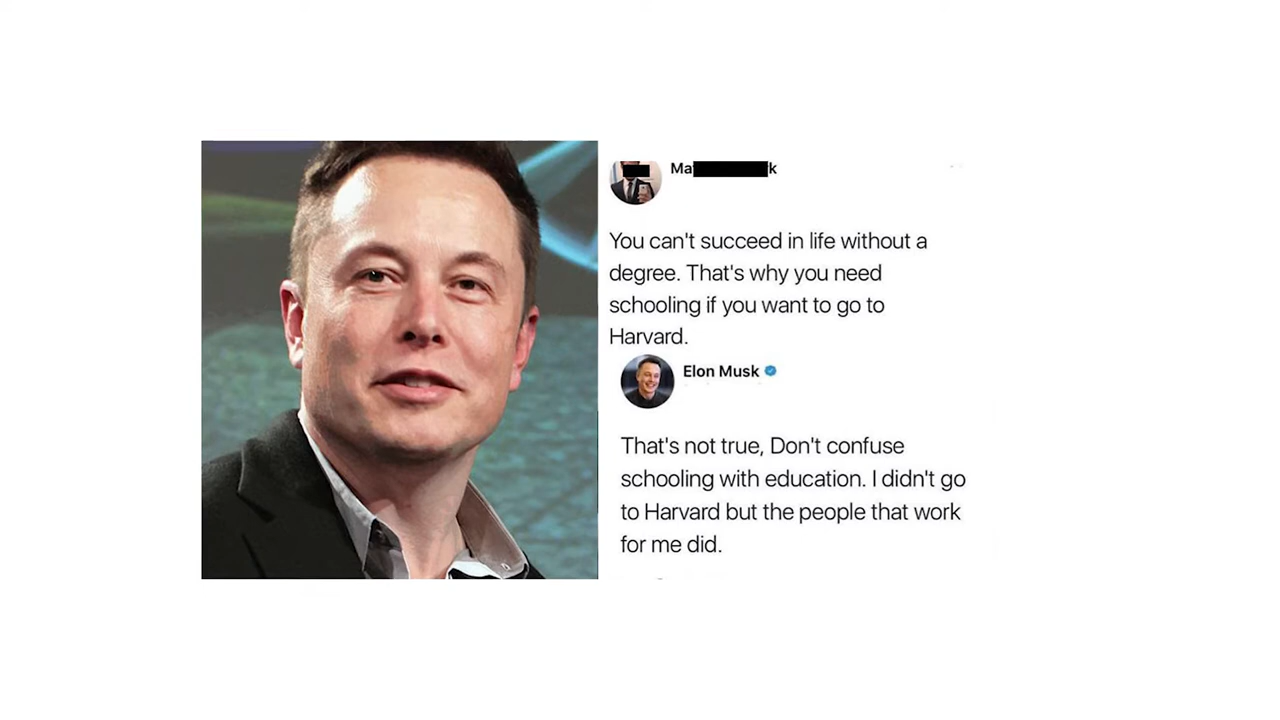 Ma k
You can't succeed in life without a
degree. That's why you need
schooling if you want to go to
Harvard.
Elon Musk
That's not true, Don't confuse
schooling with education. I didn't go
to Harvard but the people that work
for me did.